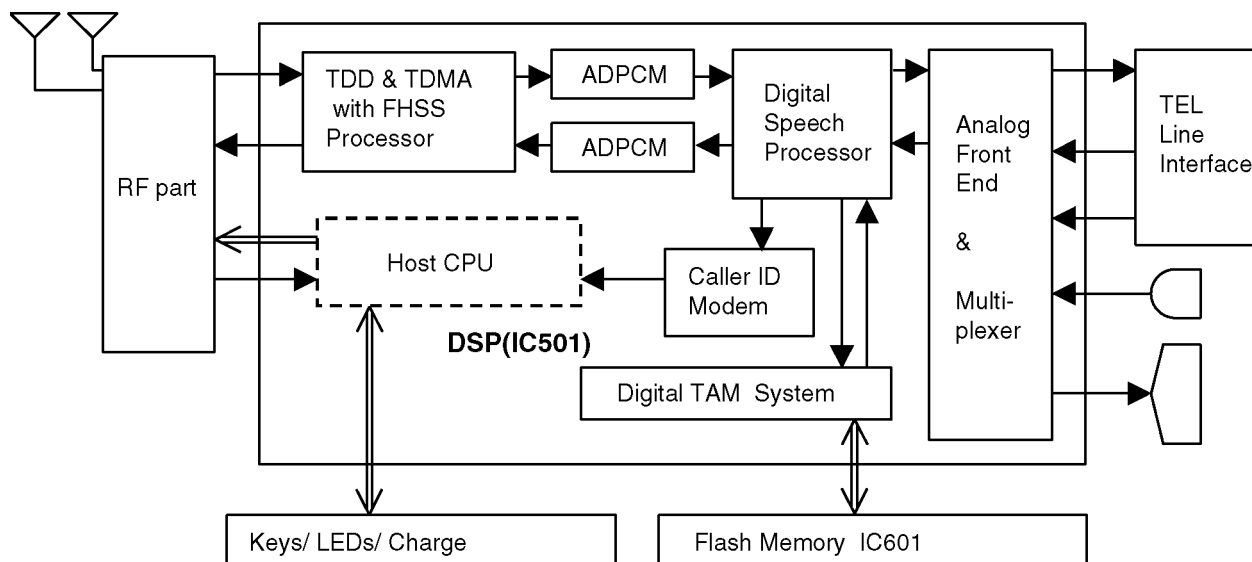 TDD & TDMA
with FHSS
Processor
ADPCM
ADPCM
Digital
Speech
Processor
Analog
Front
End
&
Multi-
plexer
TEL
Line
Interface
RF part
Host CPU
Caller ID
Modem
DSP(IC501)
Digital TAM System
Keys/ LEDs/ Charge
Flash Memory IC601